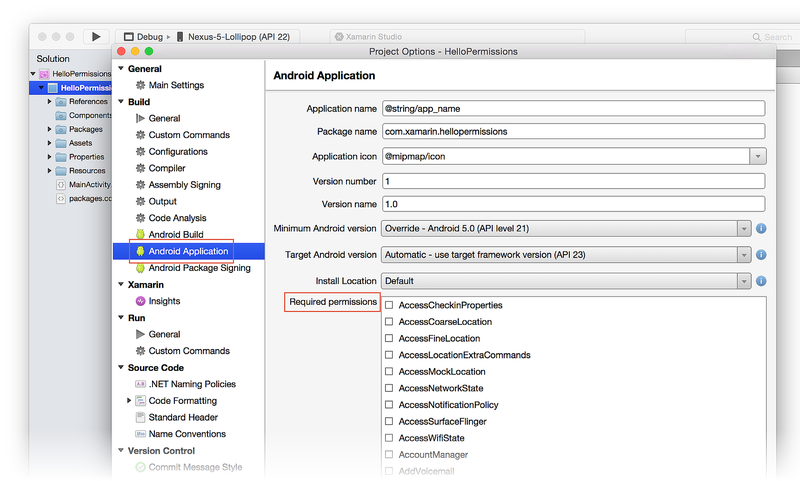 Debug
Nexus-5-Lollipop (API 22)
Xamarin Studio
Search
Solution
HelloPermissions
HelloPermissi
References
Component
Packages
Assets
Properties
Resources
MainActivity.
packages.co
Project Options - HelloPermissions
General
Main Settings
Build
General
Custom Commands
Configurations
Compiler
Assembly Signing
Output
Code Analysis
Android Build
Android Application
Android Package Signing
Xamarin
Insights
Run
General
Custom Commands
Source Code
.NET Naming Policies
Code Formatting
Standard Header
Name Conventions
Version Control
Commit Message Style
Android Application
Application name @string/app_name
Package name com.xamarin.hellopermissions
Application icon @mipmap/icon
Version number 1
Version name 1.0
Minimum Android version Override - Android 5.0 (API level 21)
Target Android version Automatic - use target framework version (API 23)
Install Location Default
Required permissions
AccessCheckinProperties
AccessCoarseLocation
AccessFineLocation
AccessLocationExtraCommands
AccessMockLocation
AccessNetworkState
AccessNotificationPolicy
AccessSurfaceFlinger
AccessWifiState
AccountManager
AddVoicemail